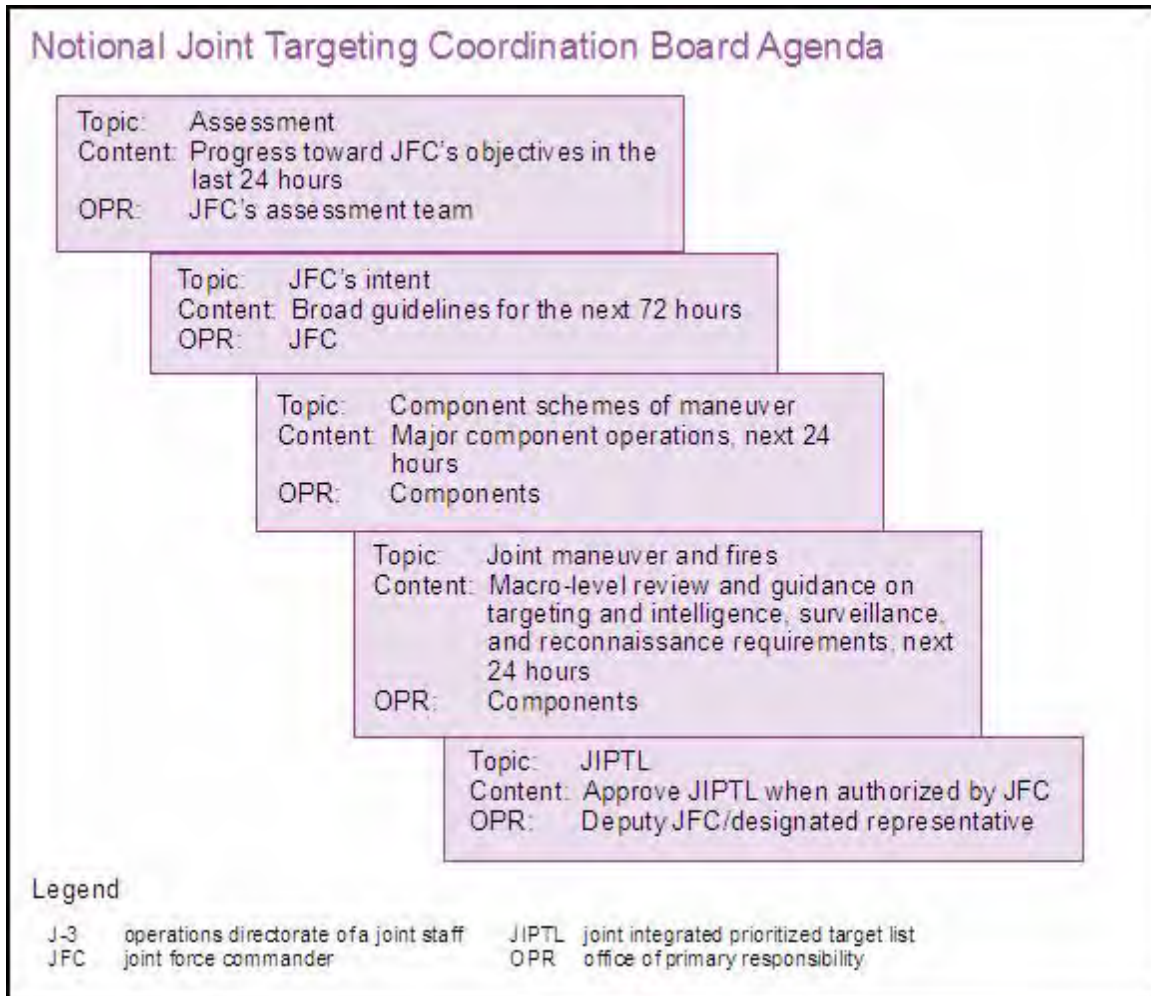 Notional Joint Targeting Coordination Board Agenda
Topic: Assessment
Content: Progress toward JFC's objectives in the
last 24 hours
OPR: JFC's assessment team
Topic: JFC's intent
Content: Broad guidelines for the next 72 hours
OPR: JFC
Topic: Component schemes of maneuver
Content: Major component operations, next 24
hours
OPR: Components
Topic: Joint maneuver and fires
Content: Macro-level review and guidance on
targeting and intelligence, surveillance,
and reconnaissance requirements, next
24 hours
OPR: Components
Topic: JIPTL
Content: Approve JIPTL when authorized by JFC
OPR: Deputy JFC/designated representative
Legend
J-3 operations directorate of a joint staff
JFC joint force commander
JIPTL joint integrated prioritized target list
OPR office of primary responsibility